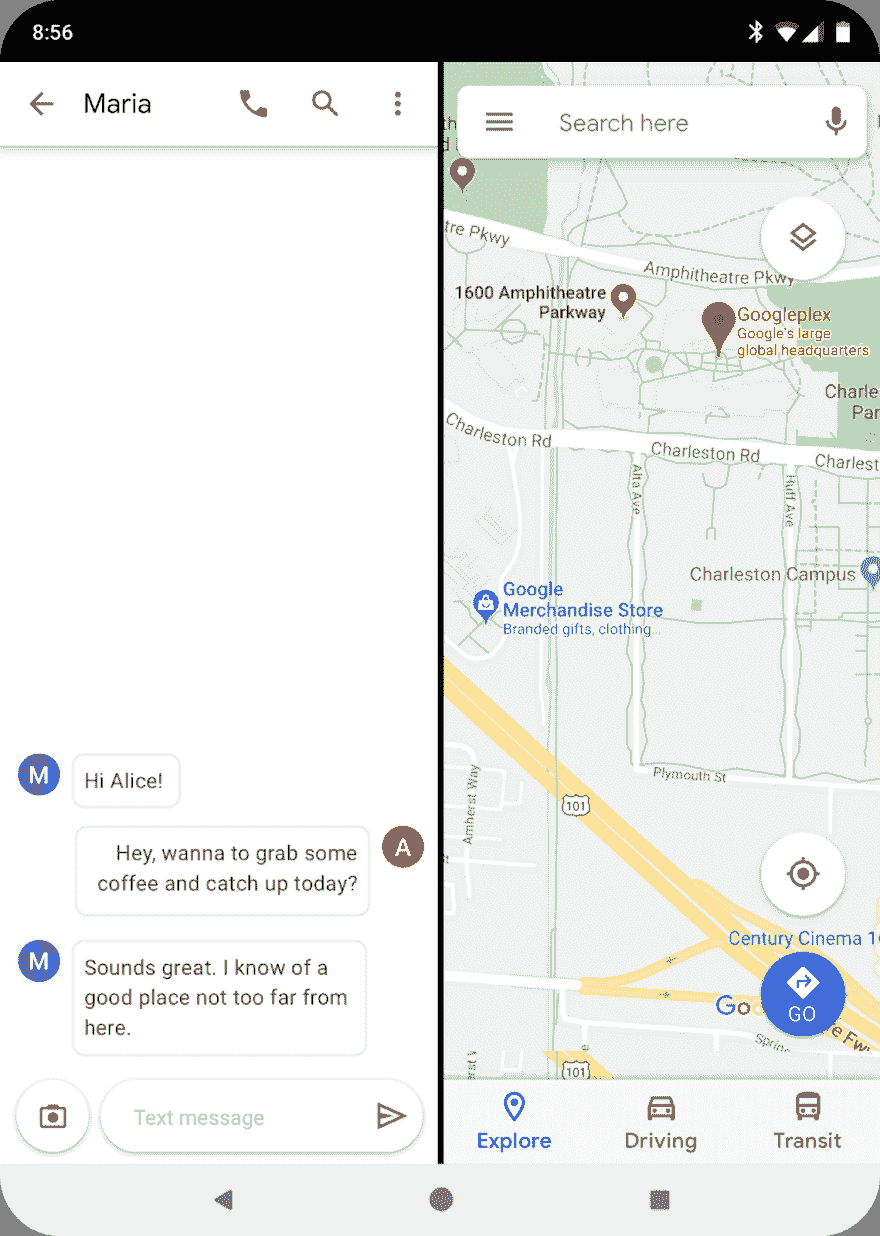 8:56
Maria
M
Hi Alice!
Hey, wanna to grab some
coffee and catch up today?
A
M
Sounds great. I know of a
good place not too far from
here.
Text message
Search here
tre Pkwy
Amphitheatre Pkwy
1600 Amphitheatre
Parkway
Googleplex
Google's large
global headquarters
Charle
Par
Charleston Rd
Charleston Rd
Charlest
Alta Ave
Huff Ave
Charleston Campus
Google
Merchandise Store
Branded gifts, clothing...
Plymouth St
101
Amherst Way
Century Cinema 1
Goo
GO
e Fw
Spring
101
Explore
Driving
Transit